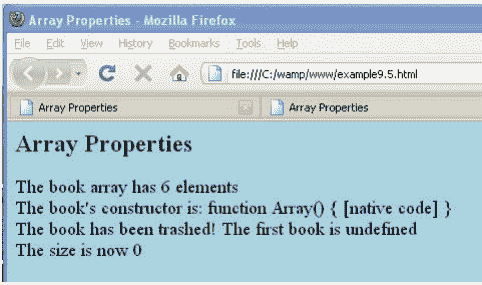 Array Properties - Mozilla Firefox
File Edit View History Bookmarks Tools Help
file:///C:/wamp/www/example9.5.html
Array Properties Array Properties
Array Properties
The book array has 6 elements
The book's constructor is: function Array() { [native code] }
The book has been trashed! The first book is undefined
The size is now 0